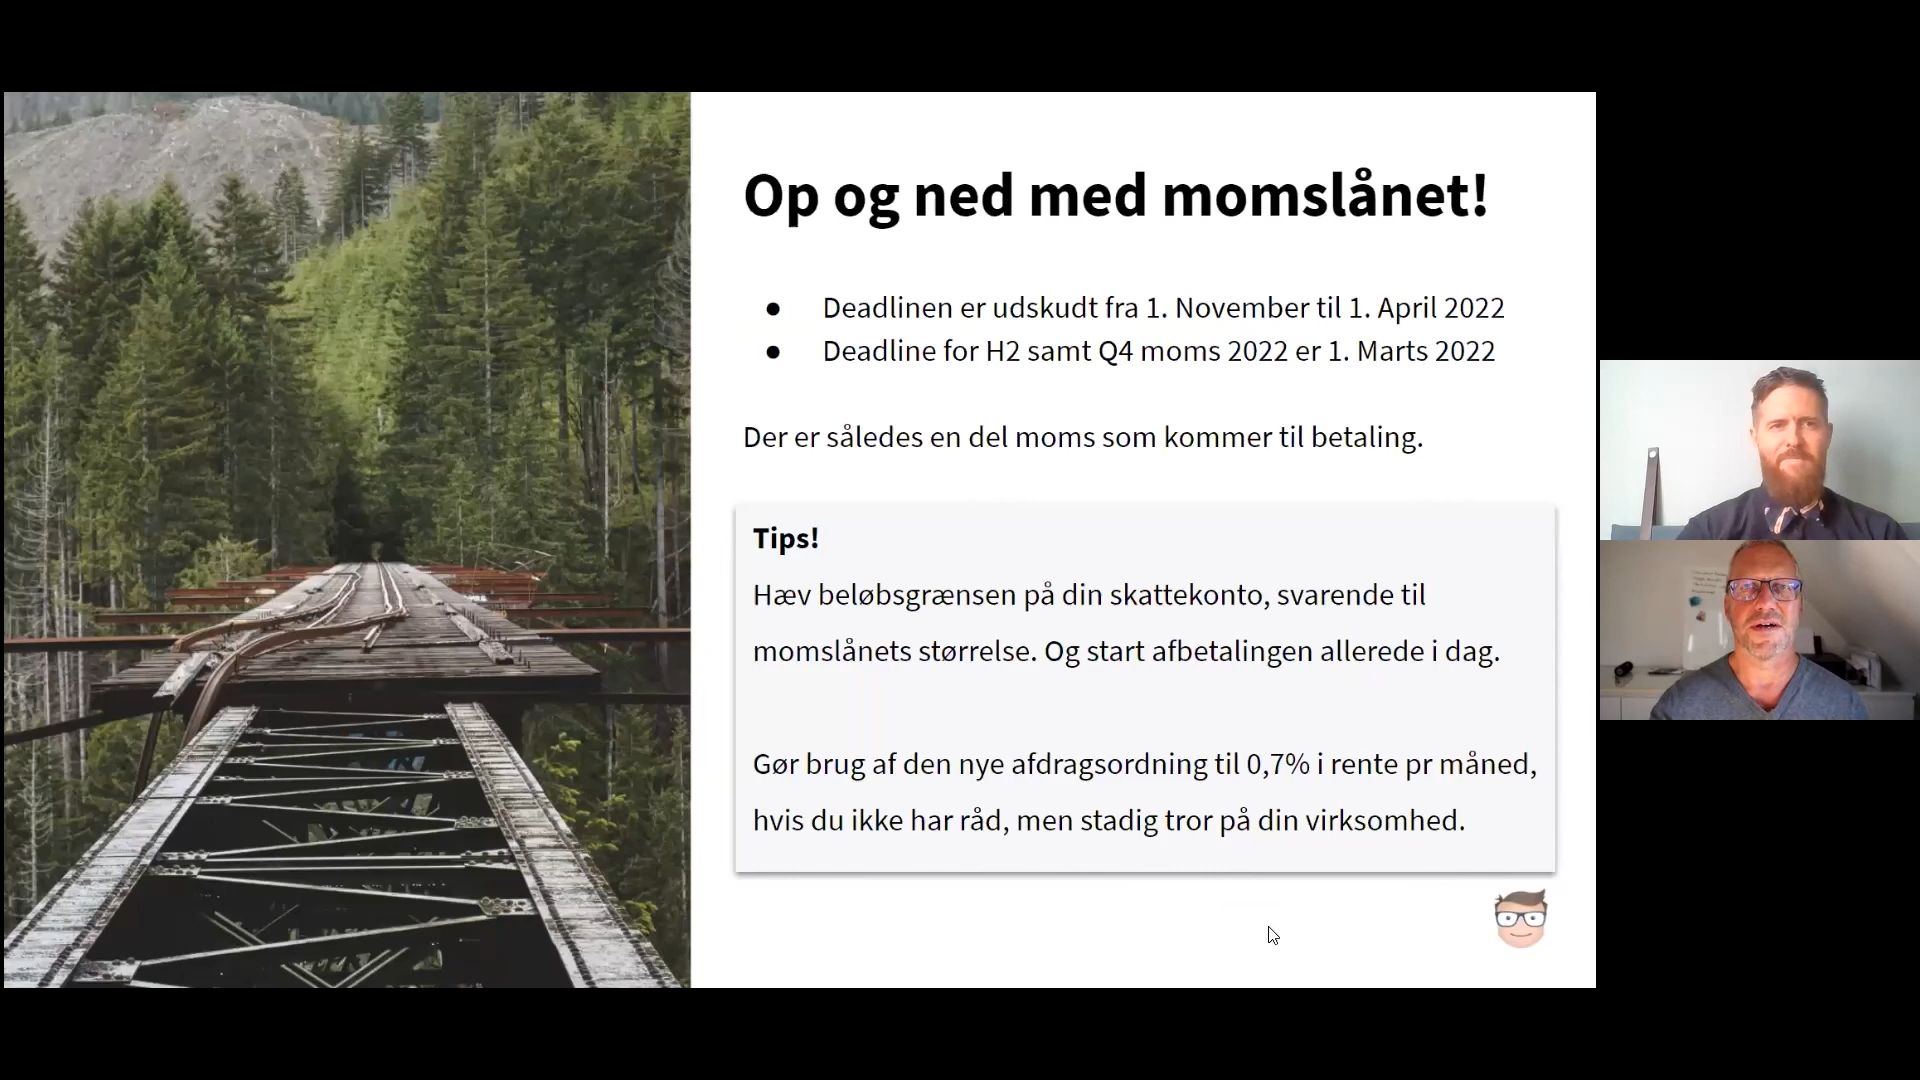 Op og ned med momslånet!
● Deadlinen er udskudt fra 1. November til 1. April 2022
● Deadline for H2 samt Q4 moms 2022 er 1. Marts 2022
Der er således en del moms som kommer til betaling.
Tips!
Hæv beløbsgrænsen på din skattekonto, svarende til
momslånets størrelse. Og start afbetalingen allerede i dag.
Gør brug af den nye afdragsordning til 0,7% i rente pr måned,
hvis du ikke har råd, men stadig tror på din virksomhed.